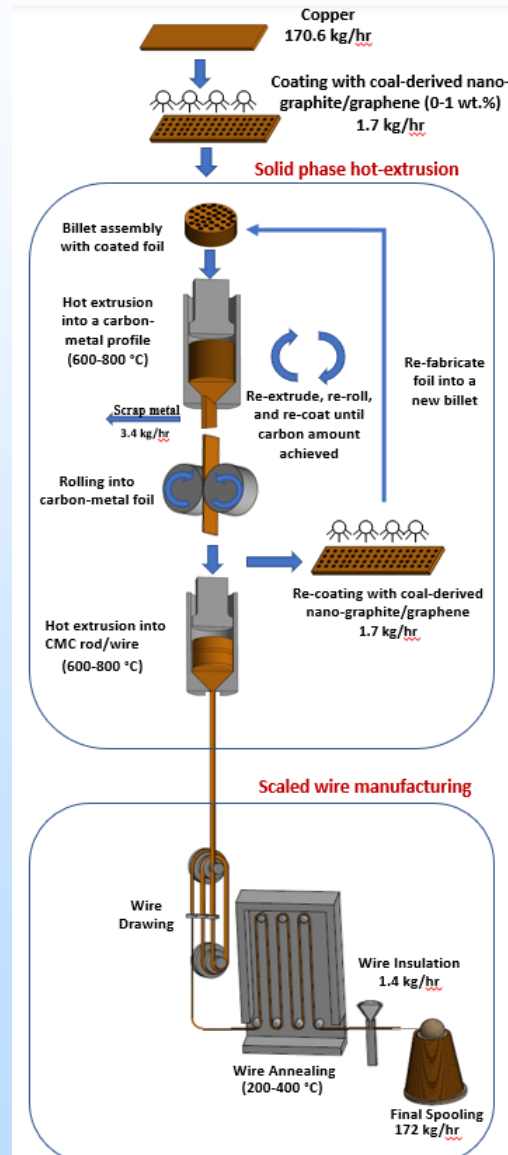 Copper
170.6 kg/hr
Coating with coal-derived nano-
graphite/graphene (0-1 wt.%)
1.7 kg/hr
Solid phase hot-extrusion
Billet assembly
with coated foil
Hot extrusion
into a carbon-
metal profile
(600-800 °C)
Re-extrude, re-roll,
and re-coat until
carbon amount
achieved
Re-fabricate
foil into a
new billet
Scrap metal
3.4 kg/hr
Rolling into
carbon-metal foil
Re-coating with coal-derived
nano-graphite/graphene
1.7 kg/hr
Hot extrusion into
CMC rod/wire
(600-800 °C)
Scaled wire manufacturing
Wire
Drawing
Wire Insulation
1.4 kg/hr
Wire Annealing
(200-400 °C)
Final Spooling
172 kg/hr